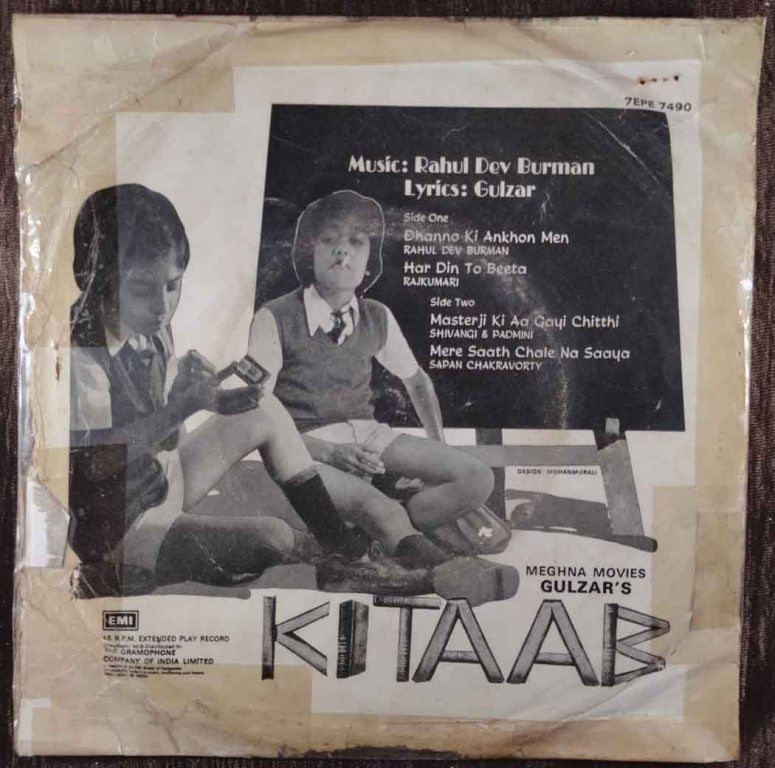 7EPE 7490
Music: Rahul Dev Burman
Lyrics: Gulzar
Side One
Dhanno Ki Ankhon Men
RAHUL DEV BURMAN
Har Din To Beeta
RAJKUMARI
Side Two
Masterji Ki Aa Gayi Chitthi
SHIVANGI & PADMINI
Mere Saath Chale Na Saaya
SAPAN CHAKRAVORTY
DESIGN: MOHANMURALI
MEGHNA MOVIES
GULZAR'S
KITAAB
EMI
45 R.P.M. EXTENDED PLAY RECORD
GRAMOPHONE
COMPANY OF INDIA LIMITED